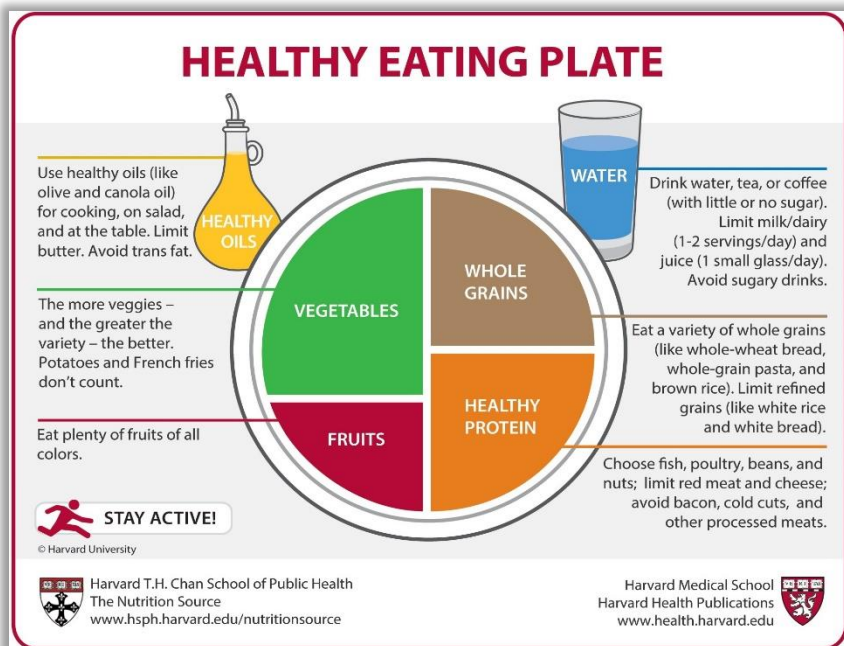 HEALTHY EATING PLATE
HEALTHY
OILS
Use healthy oils (like
olive and canola oil)
for cooking, on salad,
and at the table. Limit
butter. Avoid trans fat.
The more veggies –
and the greater the
variety – the better.
Potatoes and French fries
don’t count.
Eat plenty of fruits of all
colors.
VEGETABLES
FRUITS
WHOLE
GRAINS
HEALTHY
PROTEIN
WATER
Drink water, tea, or coffee
(with little or no sugar).
Limit milk/dairy
(1-2 servings/day) and
juice (1 small glass/day).
Avoid sugary drinks.
Eat a variety of whole grains
(like whole-wheat bread,
whole-grain pasta, and
brown rice). Limit refined
grains (like white rice
and white bread).
Choose fish, poultry, beans, and
nuts; limit red meat and cheese;
avoid bacon, cold cuts, and
other processed meats.
STAY ACTIVE!
© Harvard University
Harvard T.H. Chan School of Public Health
The Nutrition Source
www.hsph.harvard.edu/nutritionsource
Harvard Medical School
Harvard Health Publications
www.health.harvard.edu